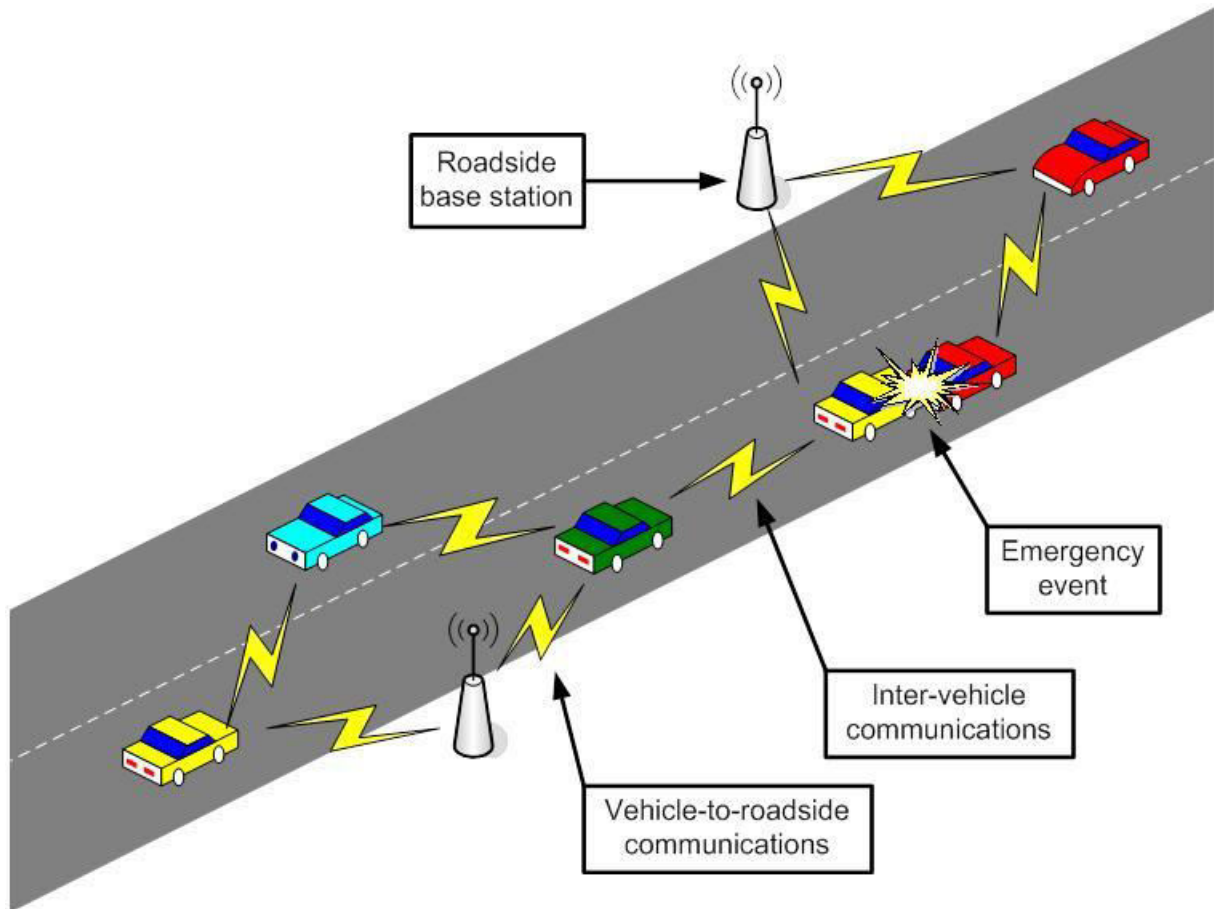 Roadside
base station
Emergency
event
Inter-vehicle
communications
Vehicle-to-roadside
communications